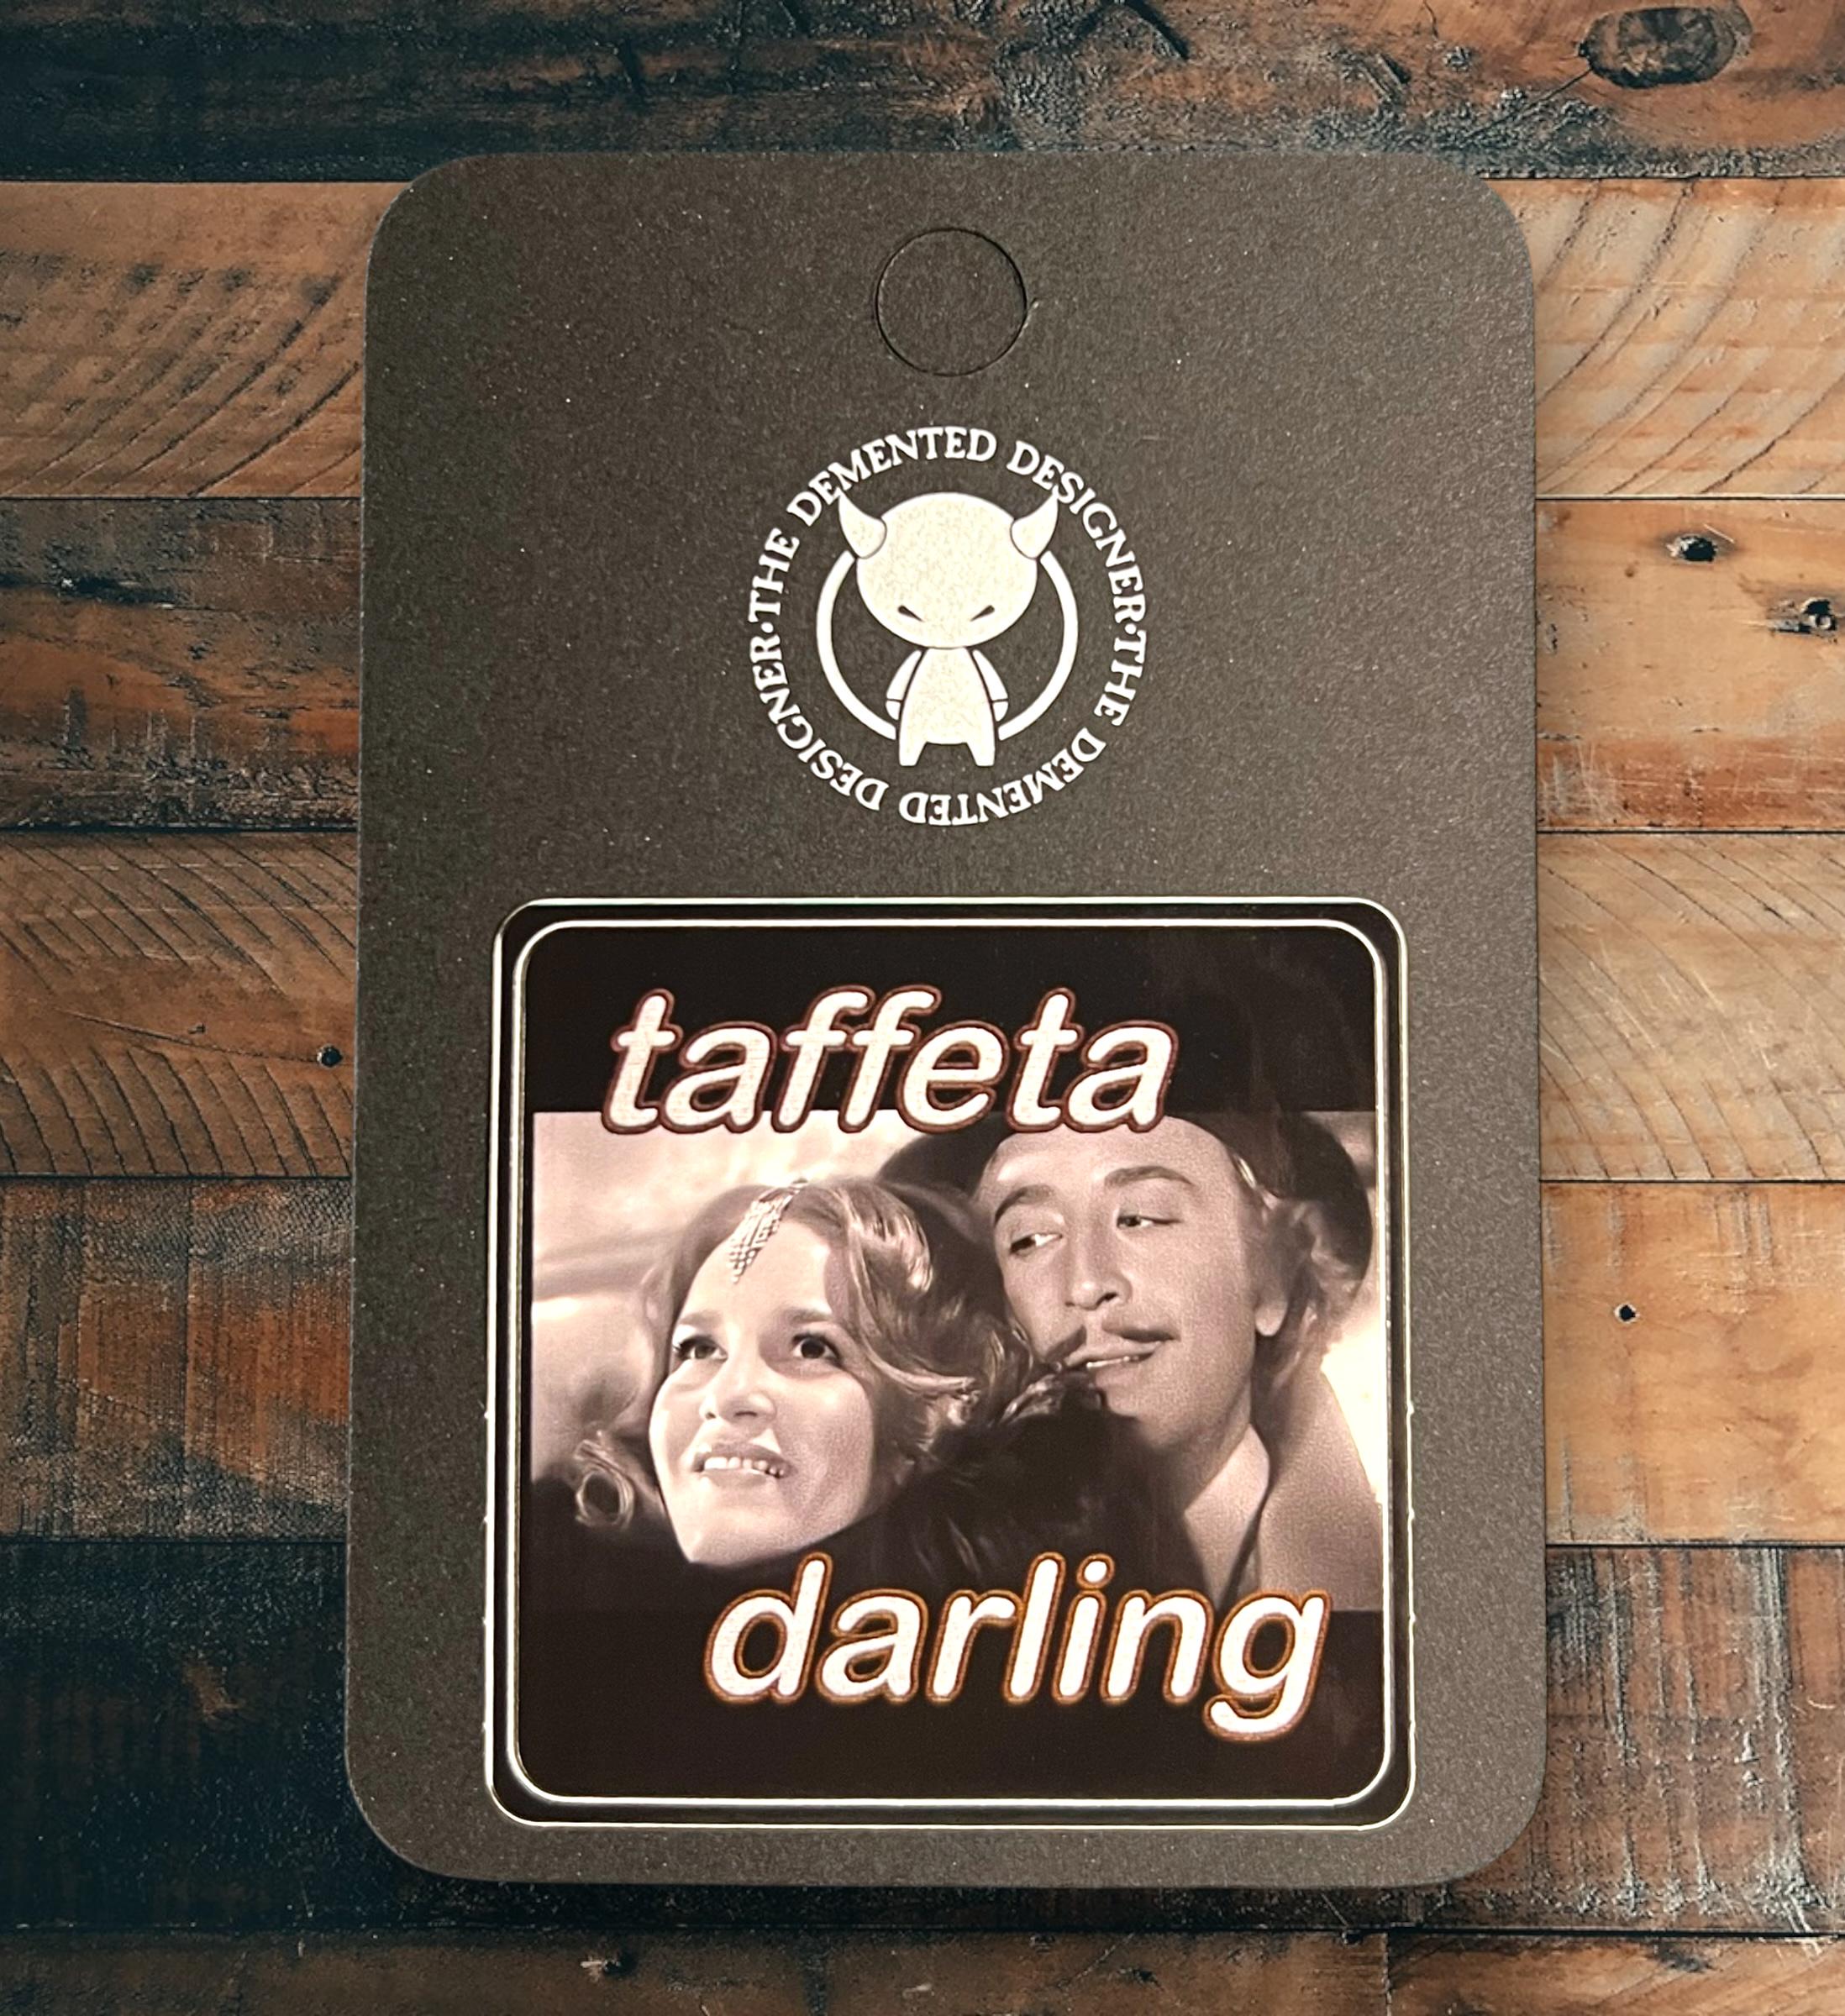 THE DEMENTED DESIGNER·THE DEMENTED DESIGNER·
taffeta
darling